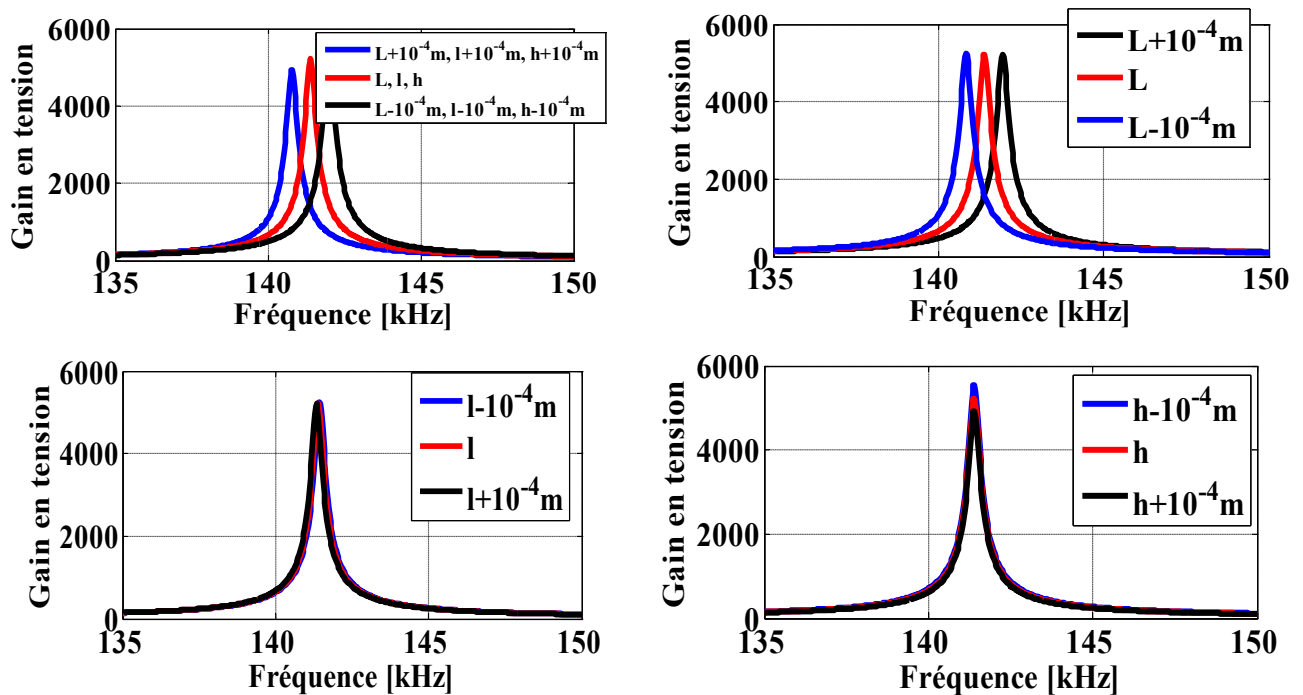 Gain en tension
6000
4000
2000
0
135
140
145
150
Fréquence [kHz]
L+10⁻⁴m, l+10⁻⁴m, h+10⁻⁴m
L, l, h
L-10⁻⁴m, l-10⁻⁴m, h-10⁻⁴m
Gain en tension
6000
4000
2000
0
135
140
145
150
Fréquence [kHz]
L+10⁻⁴m
L
L-10⁻⁴m
Gain en tension
6000
4000
2000
0
135
140
145
150
Fréquence [kHz]
l-10⁻⁴m
l
l+10⁻⁴m
Gain en tension
6000
4000
2000
0
135
140
145
150
Fréquence [kHz]
h-10⁻⁴m
h
h+10⁻⁴m